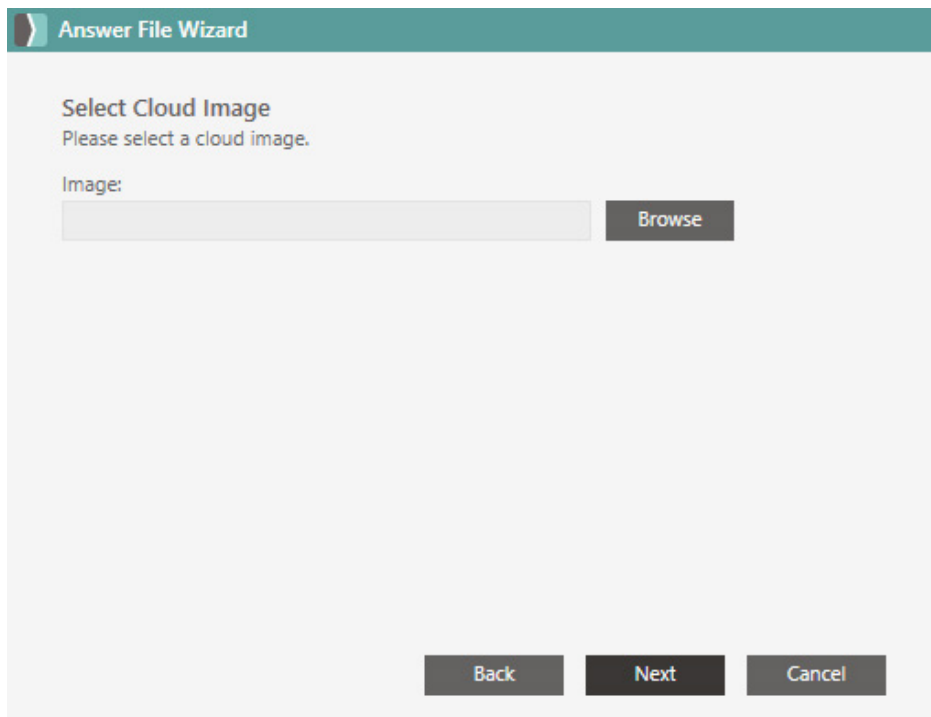 Answer File Wizard
Select Cloud Image
Please select a cloud image.
Image:
Browse
Back Next Cancel